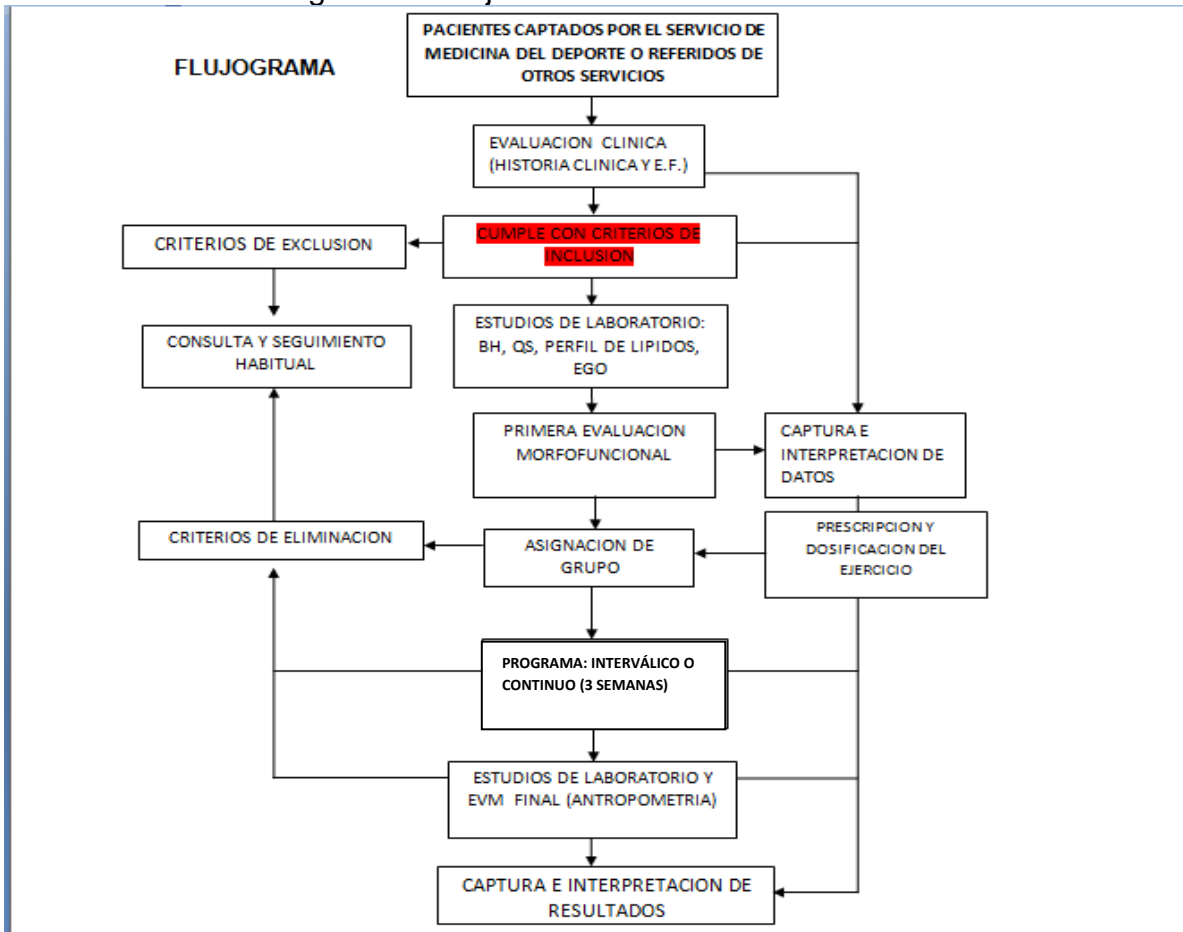 PACIENTES CAPTADOS POR EL SERVICIO DE
MEDICINA DEL DEPORTE O REFERIDOS DE
OTROS SERVICIOS
FLUJOGRAMA
EVALUACION CLINICA
(HISTORIA CLINICA Y E.F.)
CRITERIOS DE EXCLUSION
CUMPLE CON CRITERIOS DE
INCLUSION
CONSULTA Y SEGUIMIENTO
HABITUAL
ESTUDIOS DE LABORATORIO:
BH, QS, PERFIL DE LIPIDOS,
EGO
PRIMERA EVALUACION
MORFOFUNCIONAL
CAPTURA E
INTERPRETACION DE
DATOS
CRITERIOS DE ELIMINACION
ASIGNACION DE
GRUPO
PRESCRIPCION Y
DOSIFICACION DEL
EJERCICIO
PROGRAMA: INTERVÁLICO O
CONTINUO (3 SEMANAS)
ESTUDIOS DE LABORATORIO Y
EVM FINAL (ANTROPOMETRIA)
CAPTURA E INTERPRETACION DE
RESULTADOS